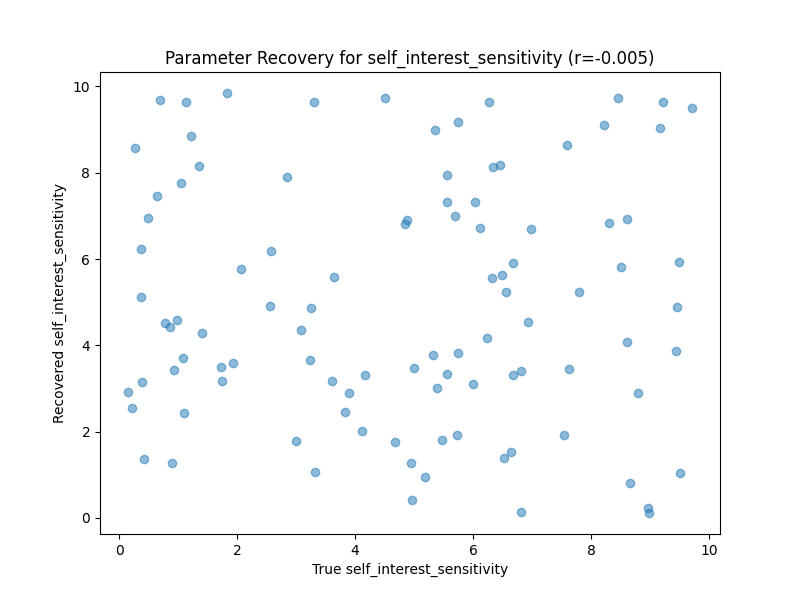 Parameter Recovery for self_interest_sensitivity (r=-0.005)
10
8
6
4
2
0
Recovered self_interest_sensitivity
0 2 4 6 8 10
True self_interest_sensitivity